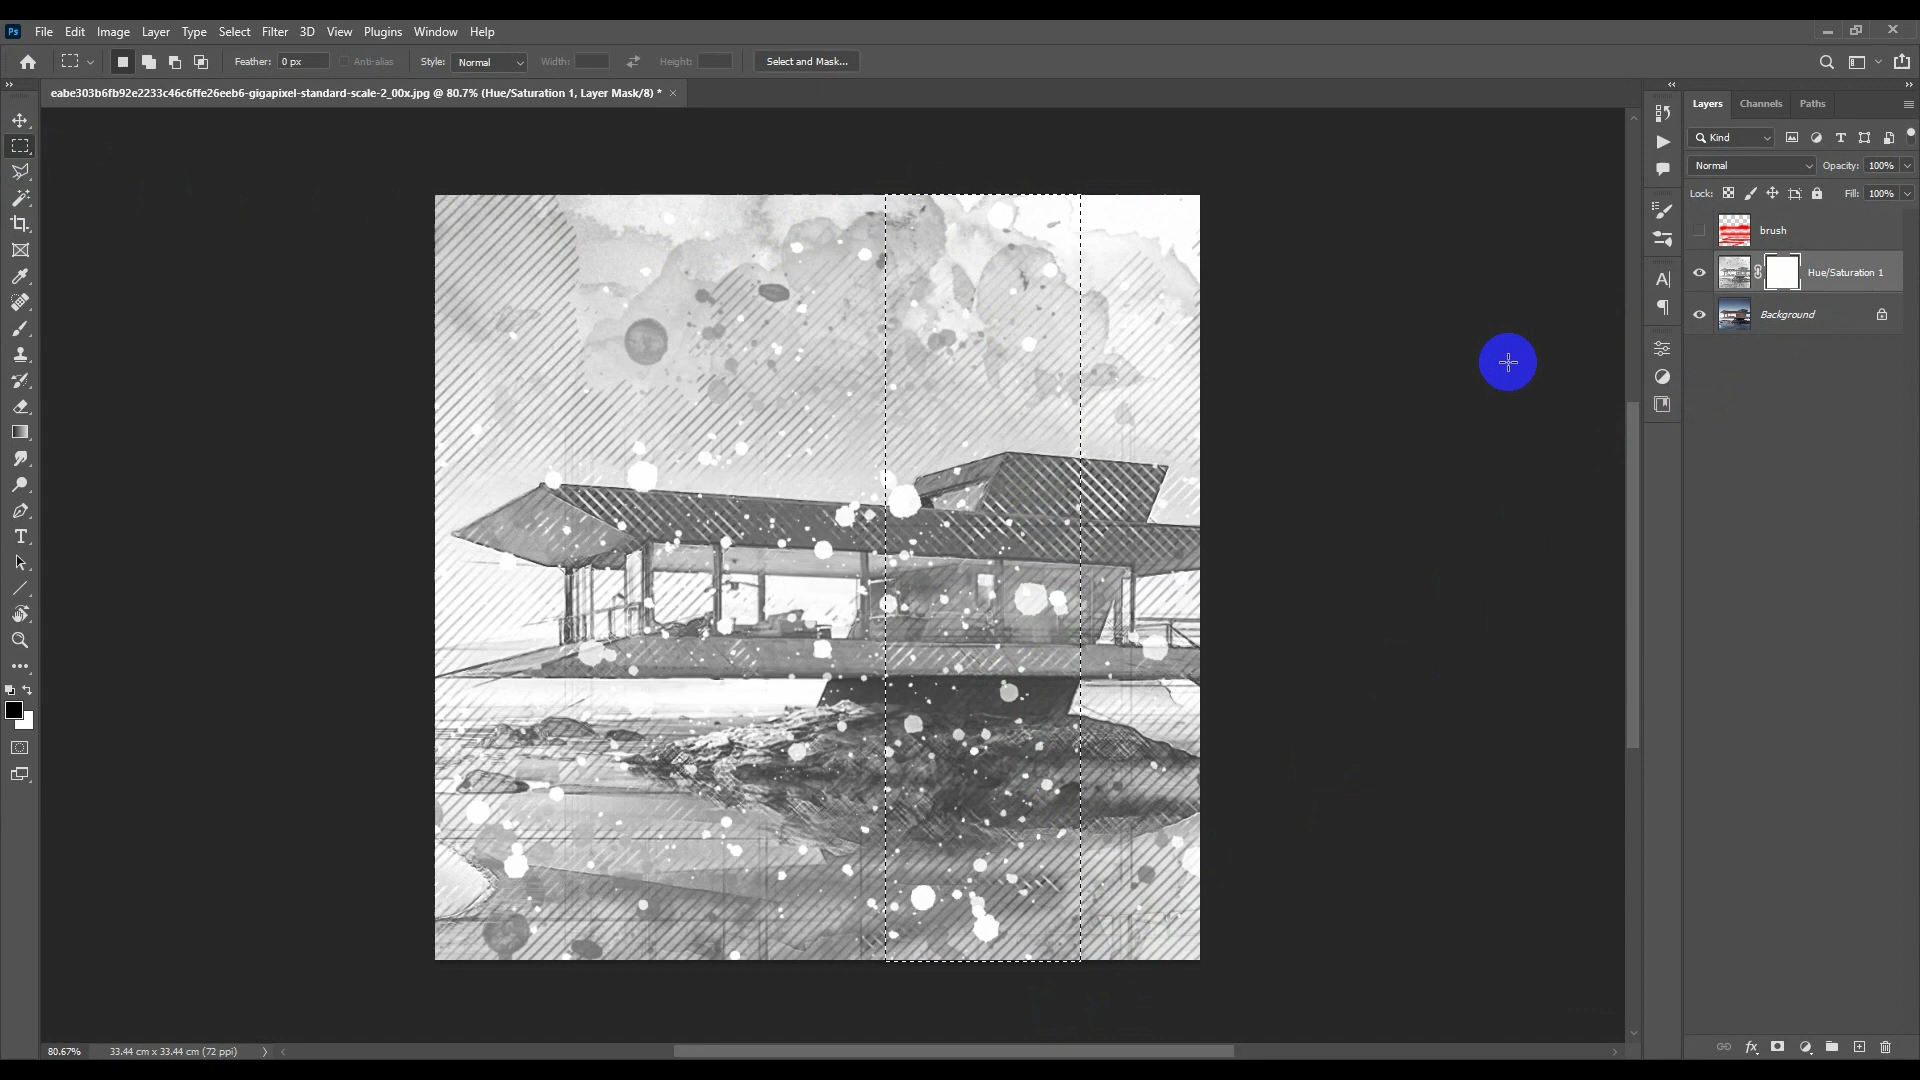 Ps File Edit Image Layer Type Select Filter 3D View Plugins Window Help
Feather: 0 px Anti-alias Style: Normal Width: Height: Select and Mask...
eabe303b6fb92e2233c46c6ffe26eeb6-gigapixel-standard-scale-2_00x.jpg @ 80.7% (Hue/Saturation 1, Layer Mask/8) *
Layers Channels Paths
Kind
Normal Opacity: 100%
Lock: Fill: 100%
brush
Hue/Saturation 1
Background
80.67% 33.44 cm x 33.44 cm (72 ppi)